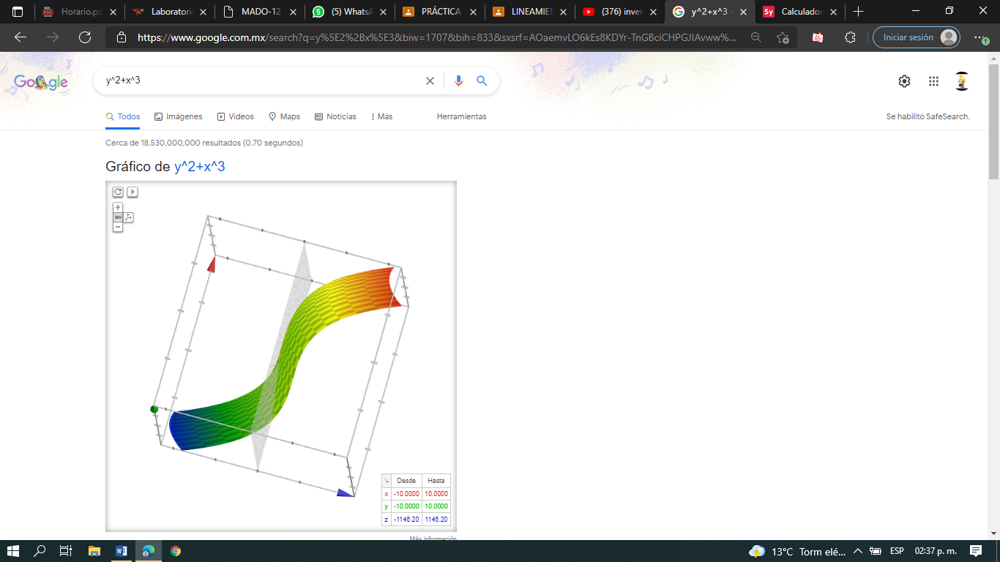 Horario.pd
Laboratori
MADO-12
(5) WhatsA
PRÁCTICA
LINEAMIEN
(376) inver
y^2+x^3 -
Sy Calculador
https://www.google.com.mx/search?q=y%5E2%2Bx%5E3&biw=1707&bih=833&sxsrf=AOaemvLO6kEs8KDYr-TnGBciCHPGJIAvww%...
Iniciar sesión
Google
y^2+x^3
Todos Imágenes Videos Maps Noticias Más Herramientas Se habilitó SafeSearch.
Cerca de 18,530,000,000 resultados (0.70 segundos)
Gráfico de y^2+x^3
Desde Hasta
x -10.0000 10.0000
y -10.0000 10.0000
z -1146.20 1146.20
Más información
13°C Torm elé... ESP 02:37 p. m.